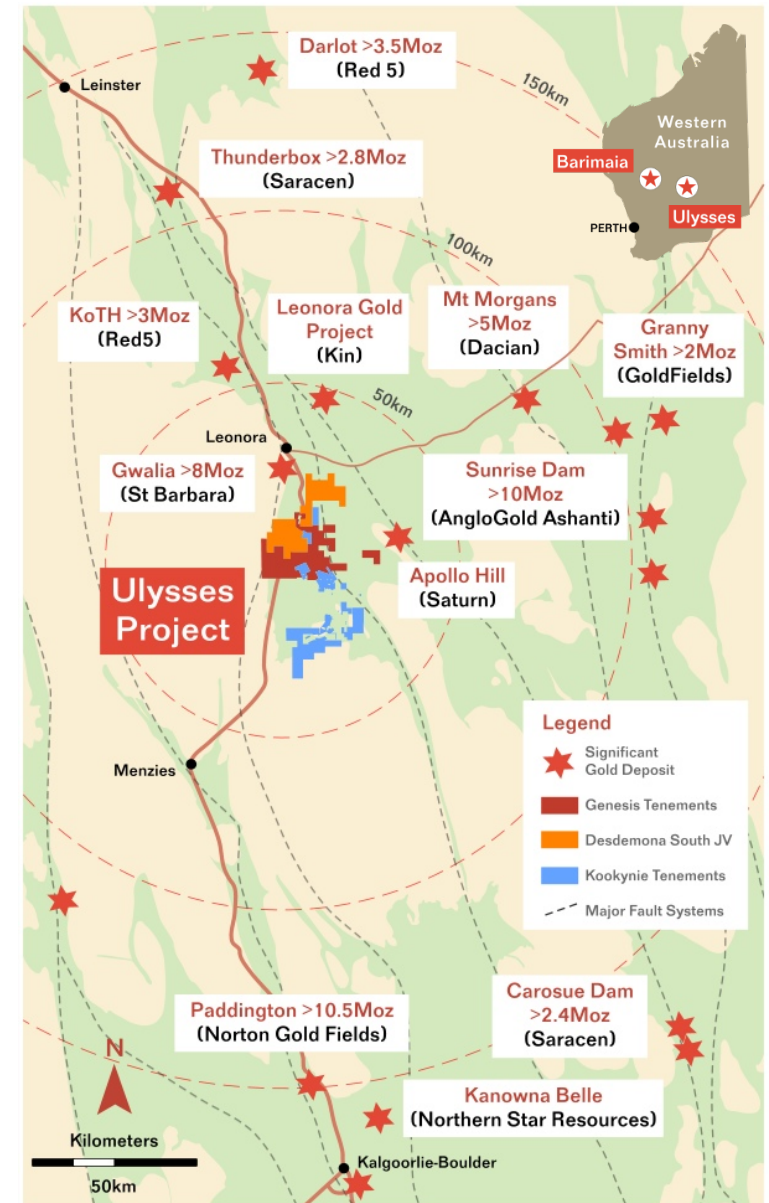 Darlot >3.5Moz
(Red 5)
Leinster
150km
Western
Australia
Barimaia
Ulysses
PERTH
Thunderbox >2.8Moz
(Saracen)
100km
KoTH >3Moz
(Red5)
Leonora Gold
Project
(Kin)
Mt Morgans
>5Moz
(Dacian)
Granny
Smith >2Moz
(GoldFields)
50km
Leonora
Gwalia >8Moz
(St Barbara)
Sunrise Dam
>10Moz
(AngloGold Ashanti)
Apollo Hill
(Saturn)
Ulysses
Project
Menzies
Legend
Significant
Gold Deposit
Genesis Tenements
Desdemona South JV
Kookynie Tenements
Major Fault Systems
Paddington >10.5Moz
(Norton Gold Fields)
Carosue Dam
>2.4Moz
(Saracen)
N
Kanowna Belle
(Northern Star Resources)
Kilometers
50km
Kalgoorlie-Boulder